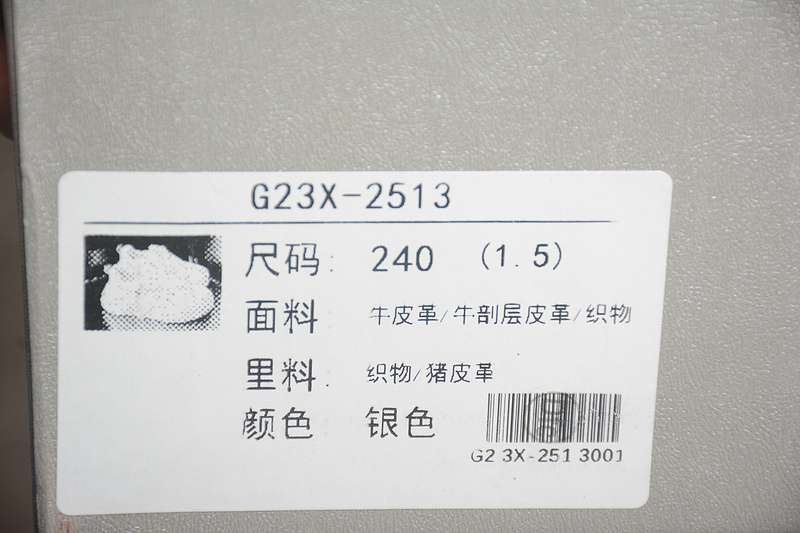 G23X-2513
尺码: 240 (1.5)
面料 牛皮革/牛剖层皮革/织物
里料: 织物/猪皮革
颜色 银色
G2 3X-251 3001